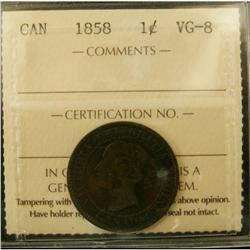 CAN 1858 1¢ VG-8
COMMENTS
CERTIFICATION NO.
IN IS A
GEN EM.
Tampering with above opinion.
Have holder re seal not intact.